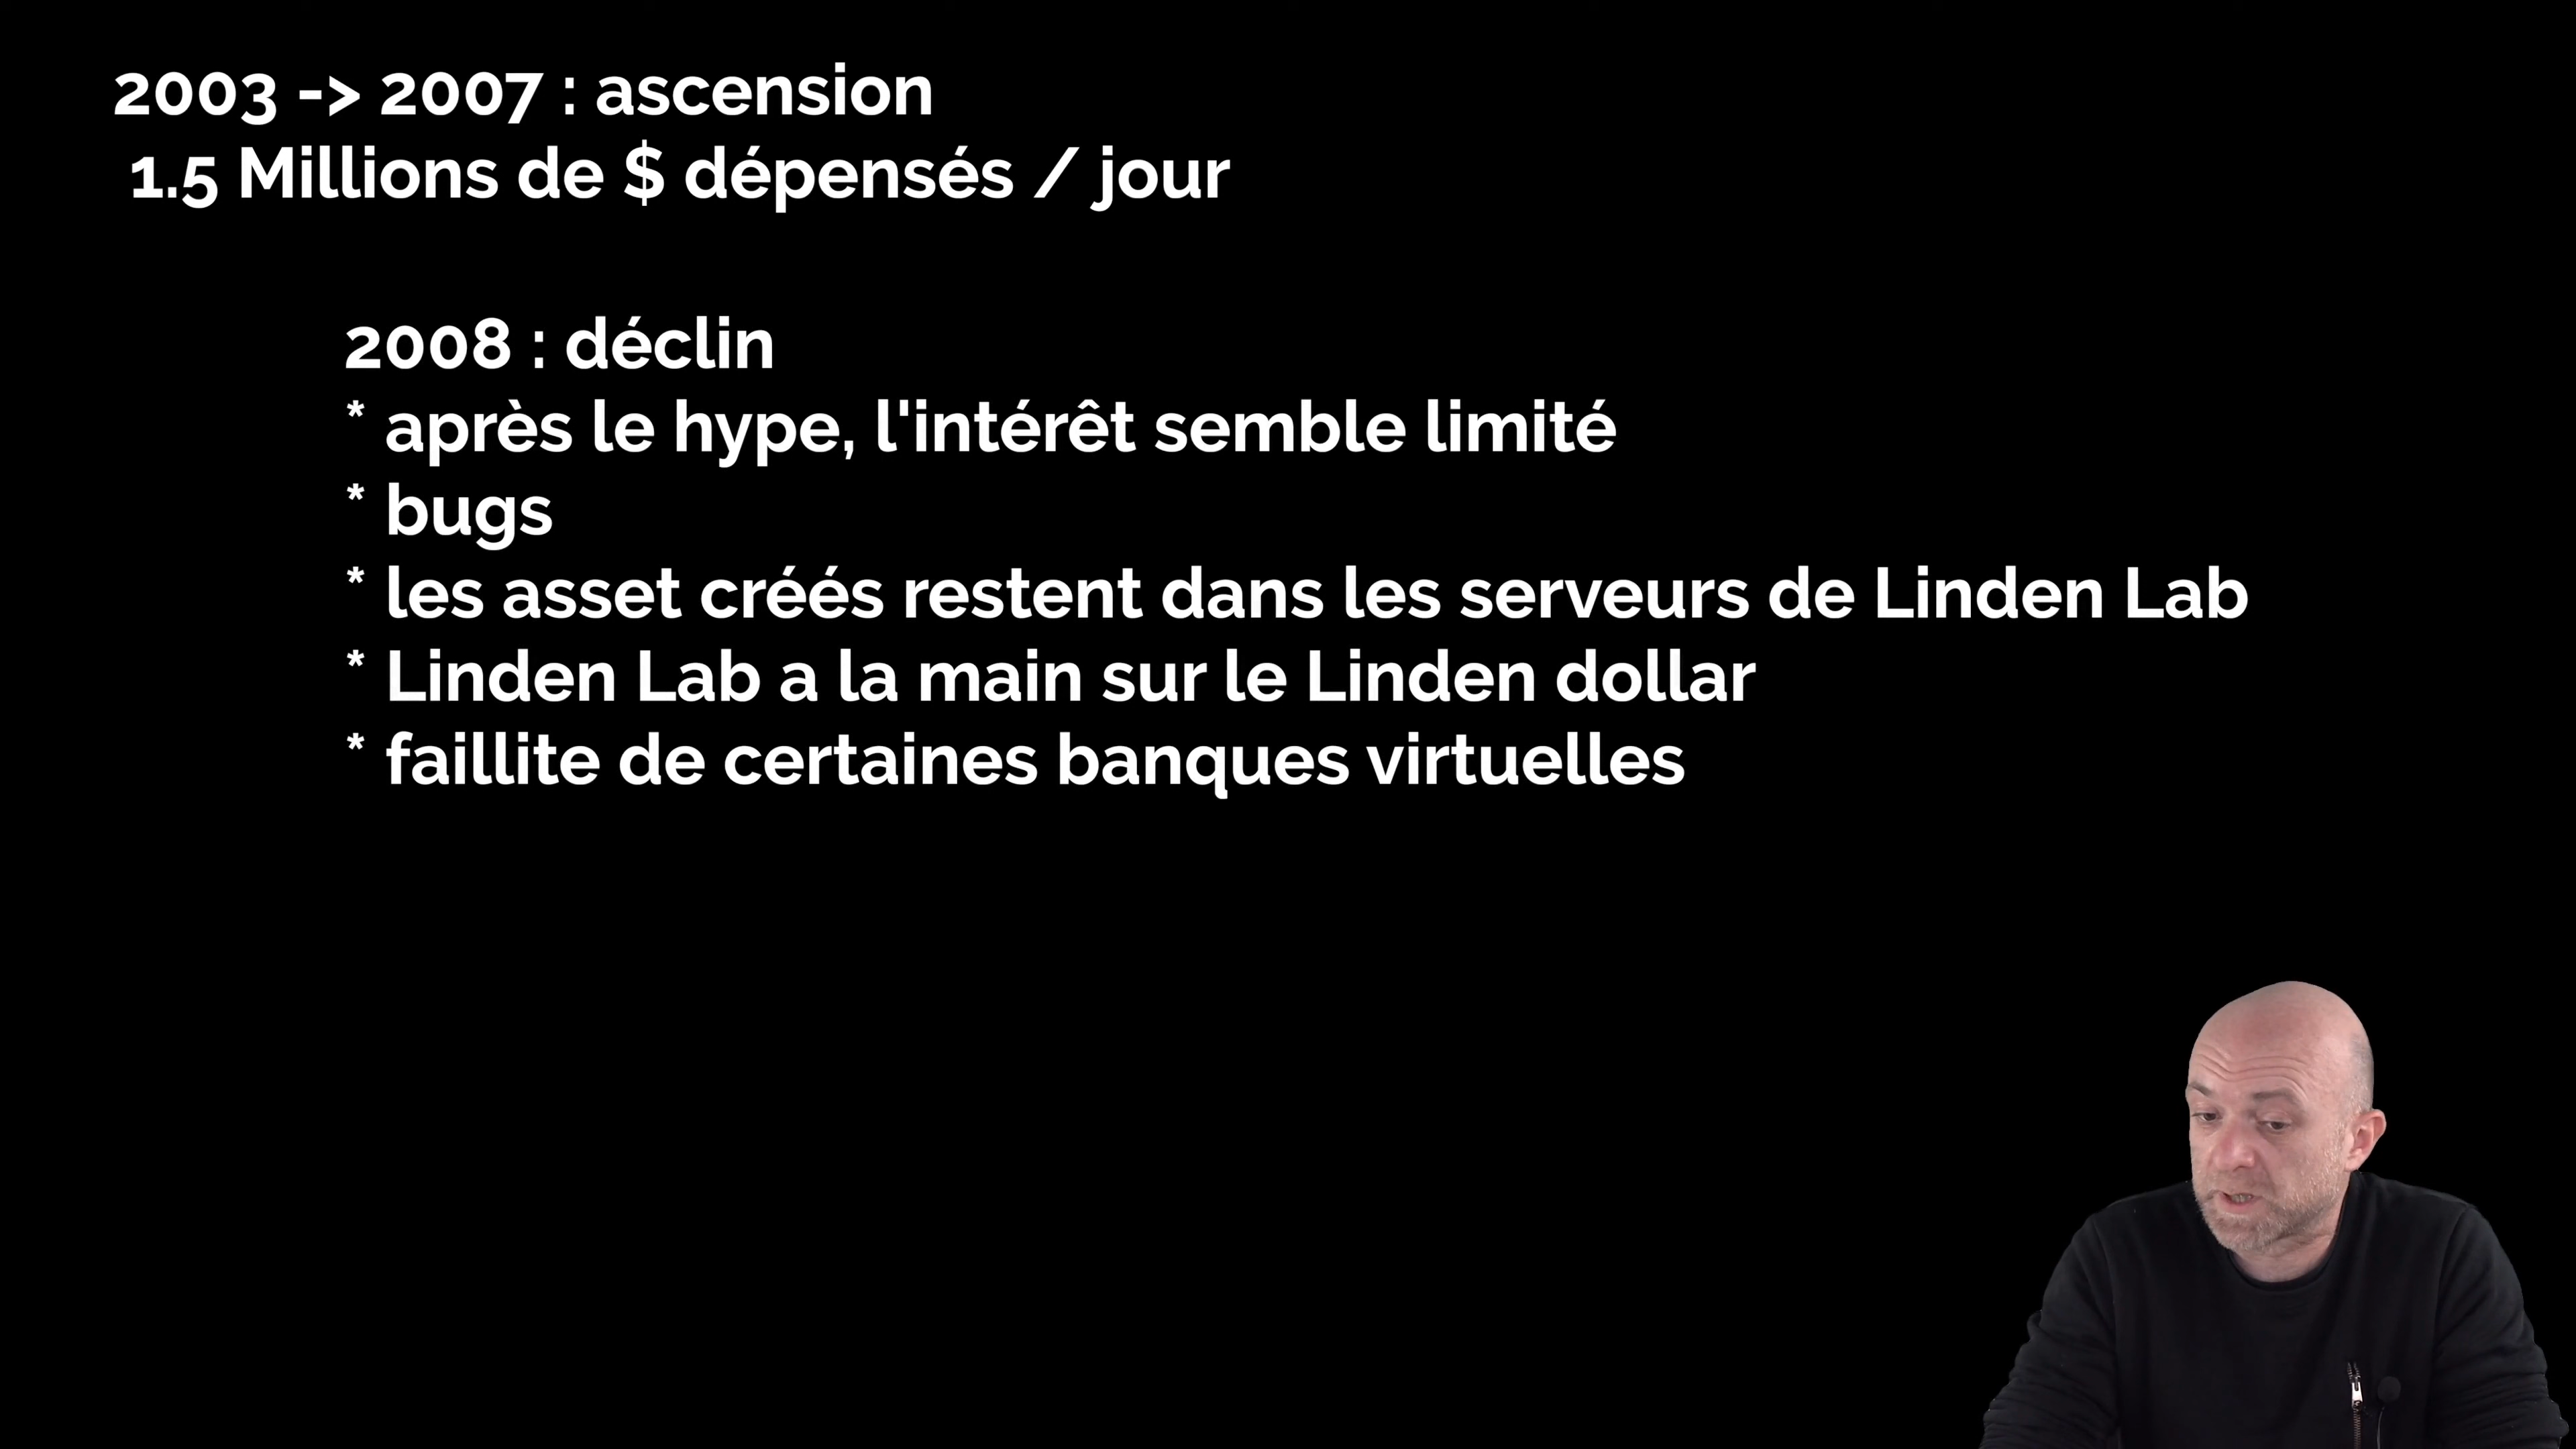 2003 -> 2007 : ascension
1.5 Millions de $ dépensés / jour
2008 : déclin
* après le hype, l'intérêt semble limité
* bugs
* les asset créés restent dans les serveurs de Linden Lab
* Linden Lab a la main sur le Linden dollar
* faillite de certaines banques virtuelles